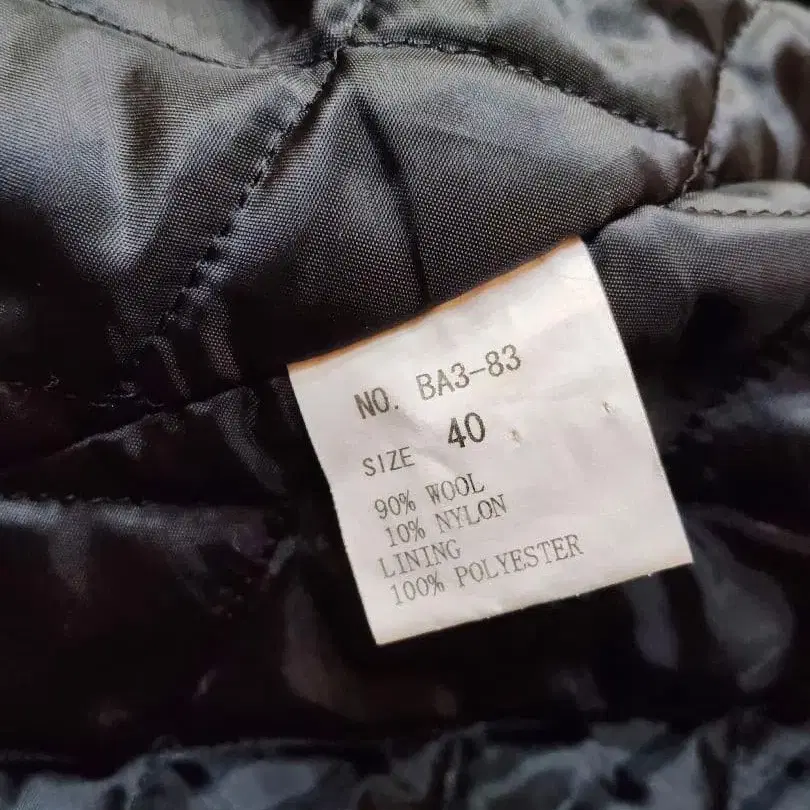 NO. BA3-83
SIZE 40
90% WOOL
10% NYLON
LINING
100% POLYESTER